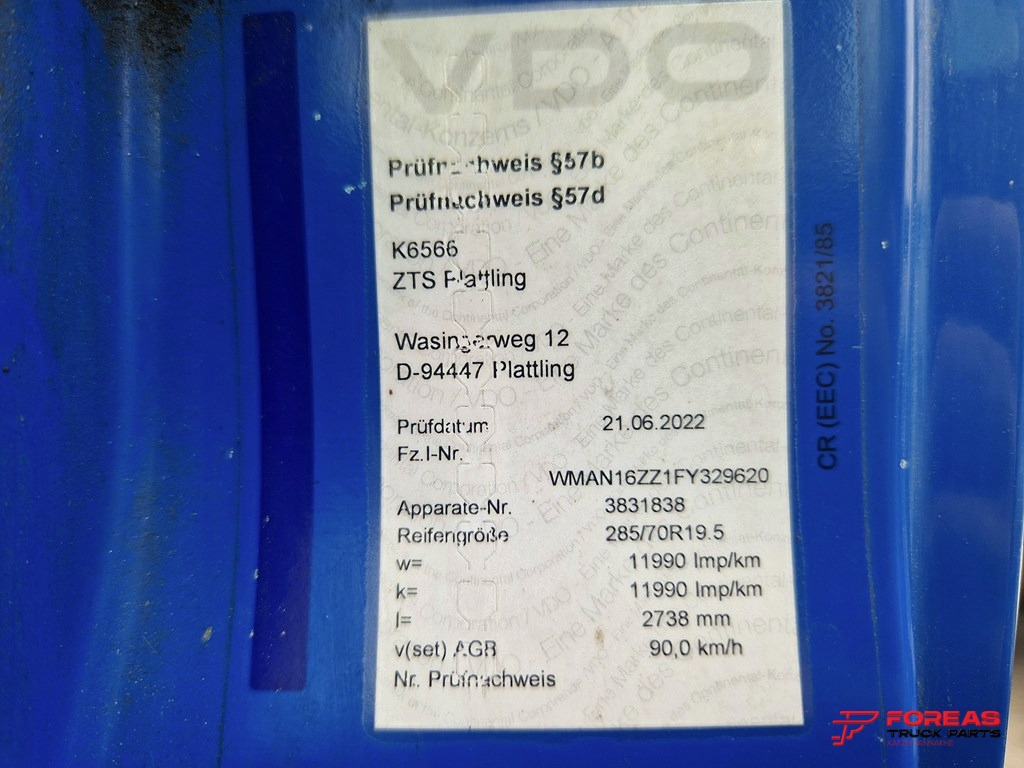 VDO
Prüfnachweis §57b
Prüfnachweis §57d
K6566
ZTS Plattling
Wasingerweg 12
D-94447 Plattling
Prüfdatum 21.06.2022
Fz.I-Nr.
WMAN16ZZ1FY329620
Apparate-Nr. 3831838
Reifengröße 285/70R19.5
w= 11990 Imp/km
k= 11990 Imp/km
l= 2738 mm
v(set) AGB 90,0 km/h
Nr. Prüfnachweis
CR (EEC) No. 3821/85
FOREAS
TRUCK PARTS